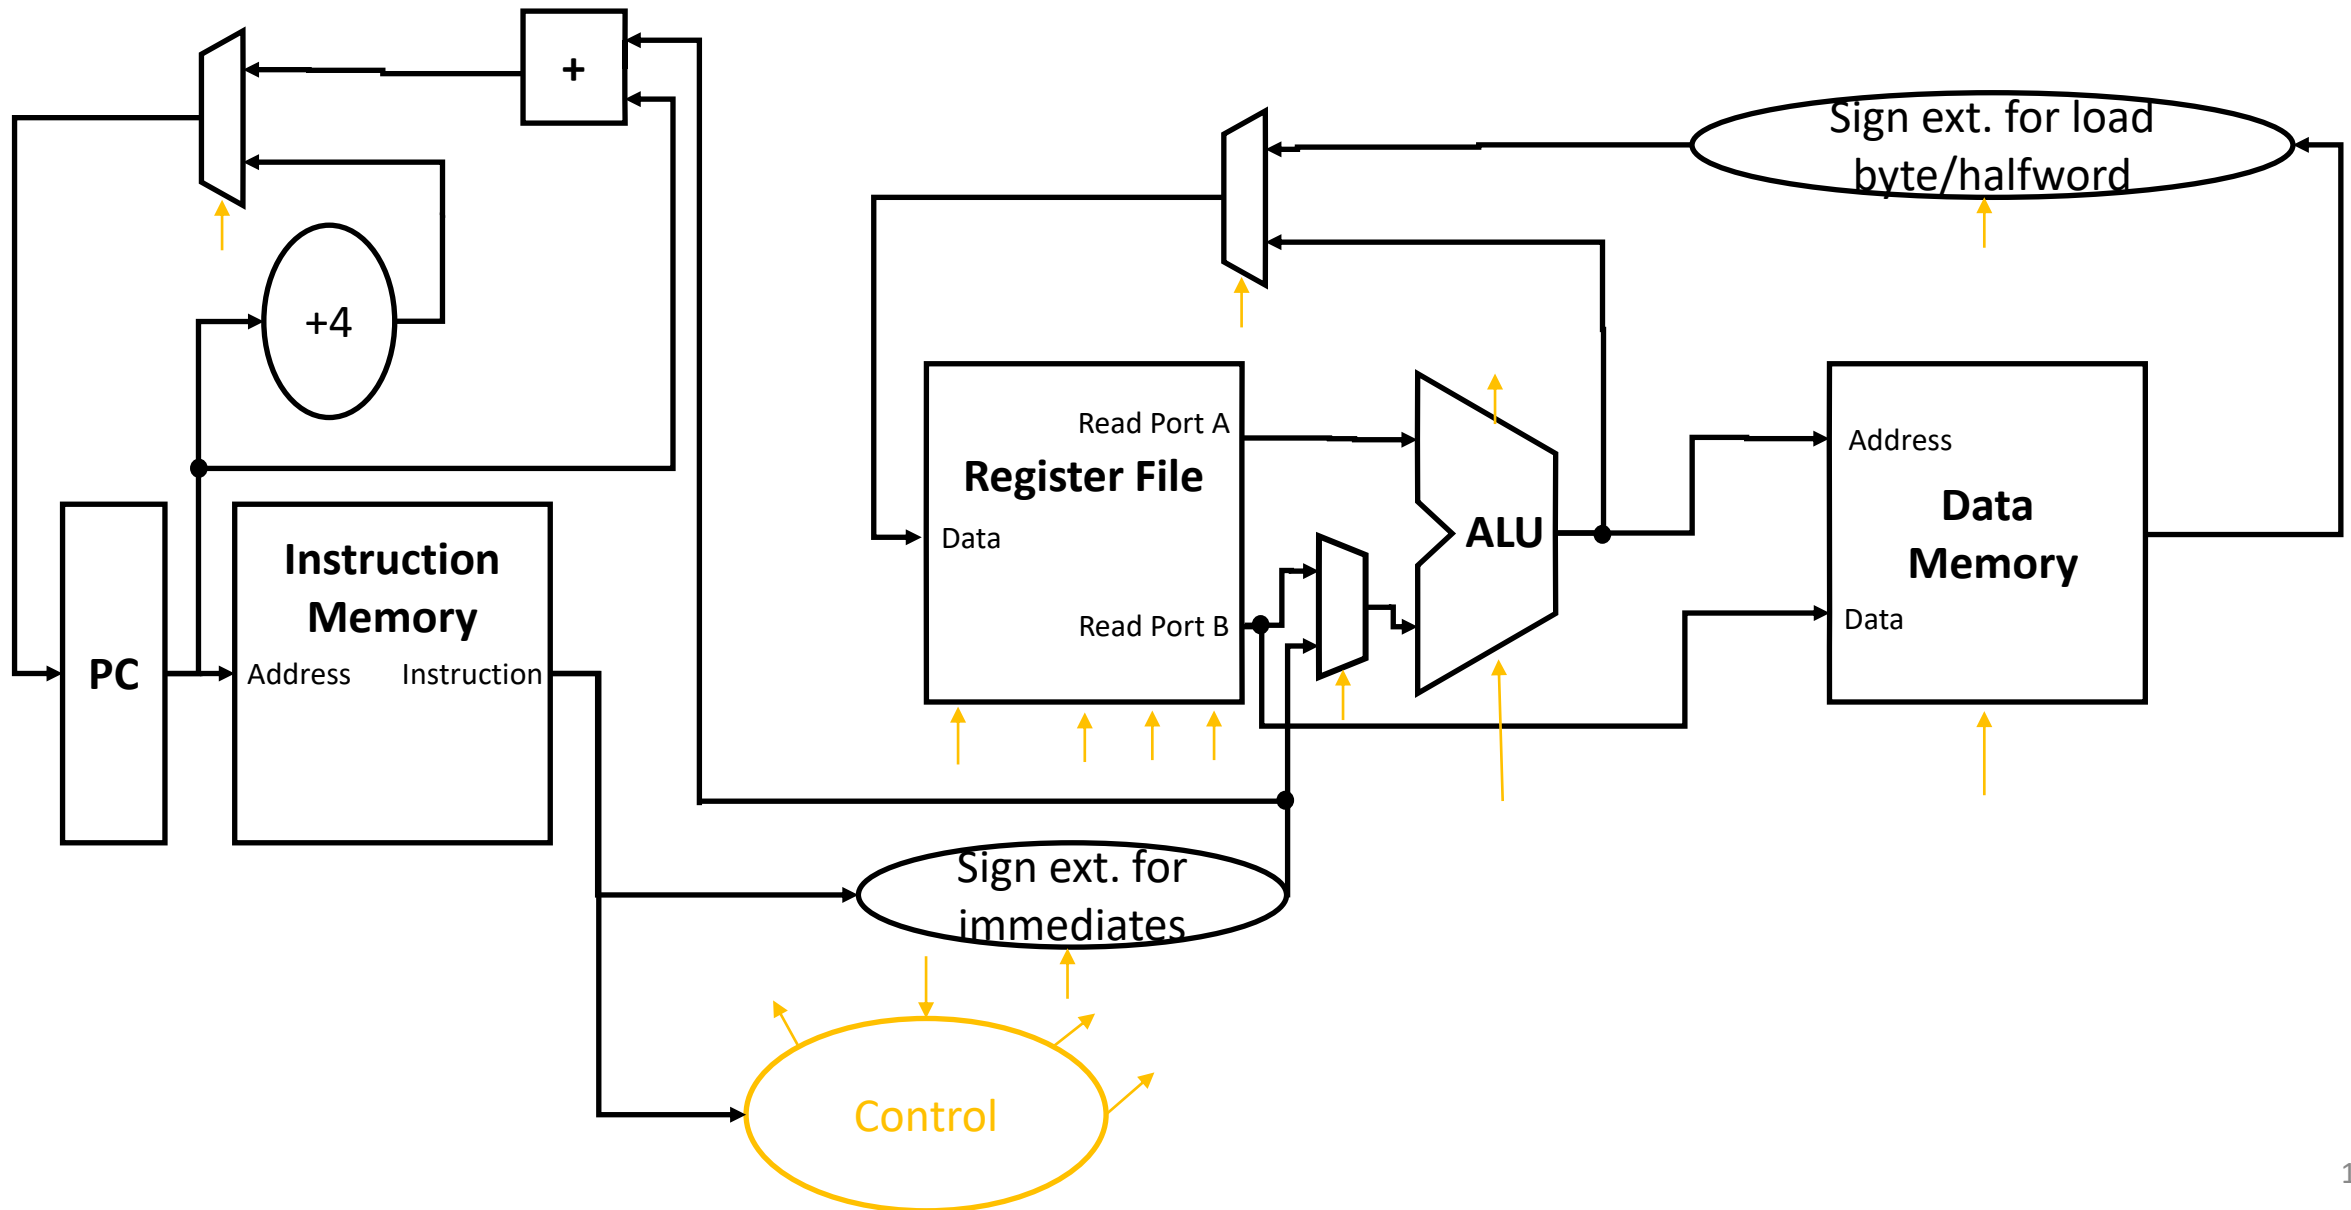 +
Sign ext. for load
byte/halfword
+4
Read Port A
Register File
Data
Read Port B
ALU
Address
Data
Memory
Data
Instruction
Memory
PC
Address
Instruction
Sign ext. for
immediates
Control
1